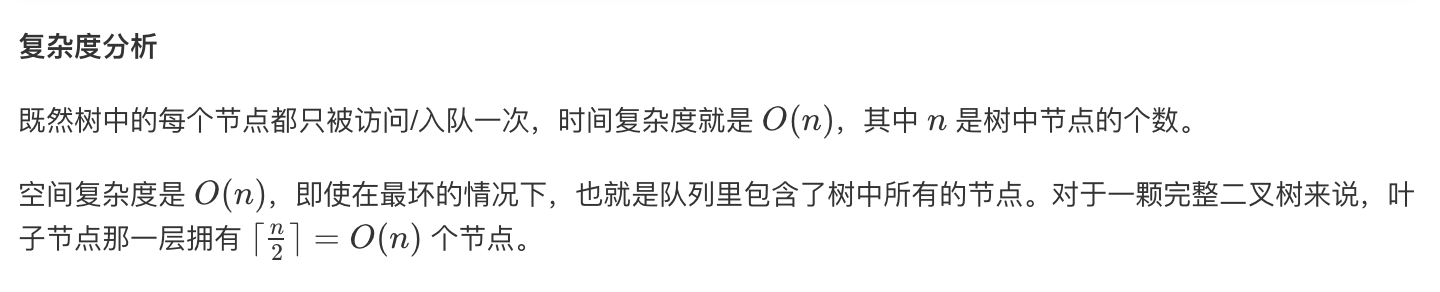 复杂度分析
既然树中的每个节点都只被访问/入队一次，时间复杂度就是 O(n)，其中 n 是树中节点的个数。
空间复杂度是 O(n)，即使在最坏的情况下，也就是队列里包含了树中所有的节点。对于一颗完整二叉树来说，叶
子节点那一层拥有 ⌈n/2⌉ = O(n) 个节点。